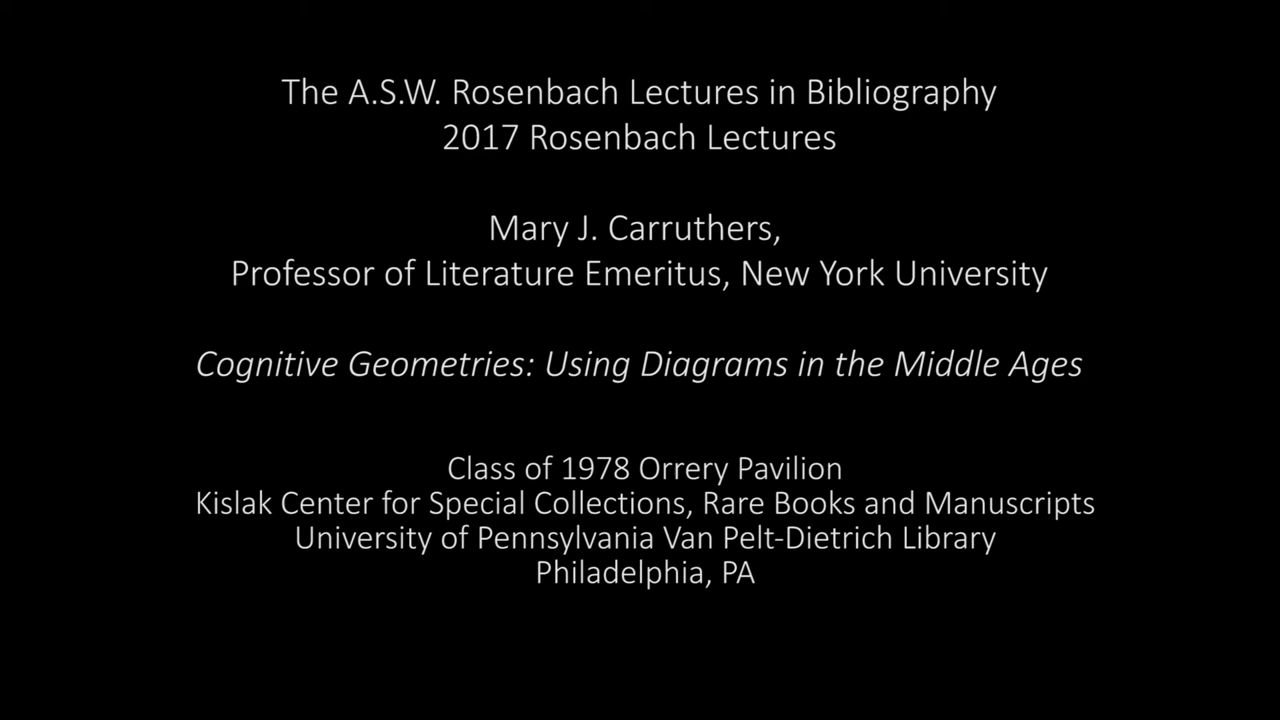 The A.S.W. Rosenbach Lectures in Bibliography
2017 Rosenbach Lectures
Mary J. Carruthers,
Professor of Literature Emeritus, New York University
Cognitive Geometries: Using Diagrams in the Middle Ages
Class of 1978 Orrery Pavilion
Kislak Center for Special Collections, Rare Books and Manuscripts
University of Pennsylvania Van Pelt-Dietrich Library
Philadelphia, PA